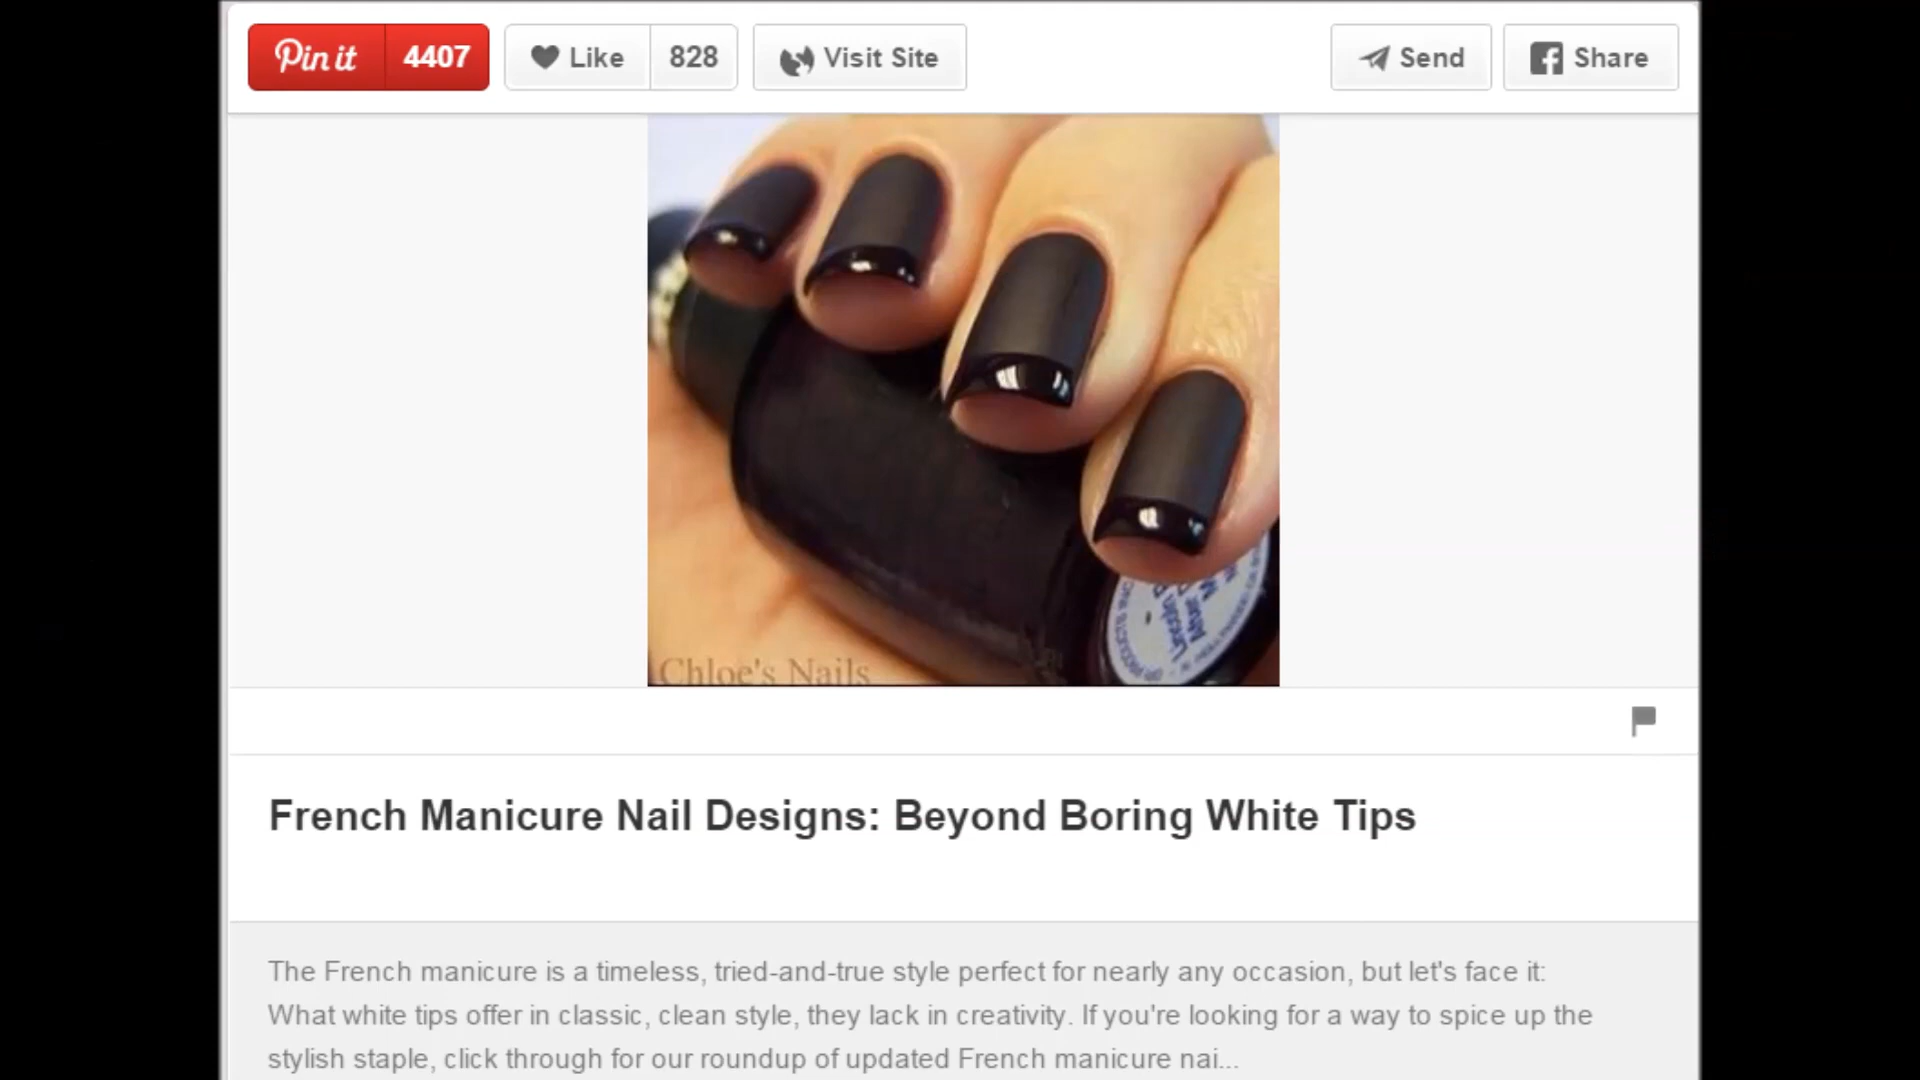 Pin it 4407 Like 828 Visit Site Send Share
Lincoln P
After
Chloe's Nails
French Manicure Nail Designs: Beyond Boring White Tips
The French manicure is a timeless, tried-and-true style perfect for nearly any occasion, but let's face it:
What white tips offer in classic, clean style, they lack in creativity. If you're looking for a way to spice up the
stylish staple, click through for our roundup of updated French manicure nai...